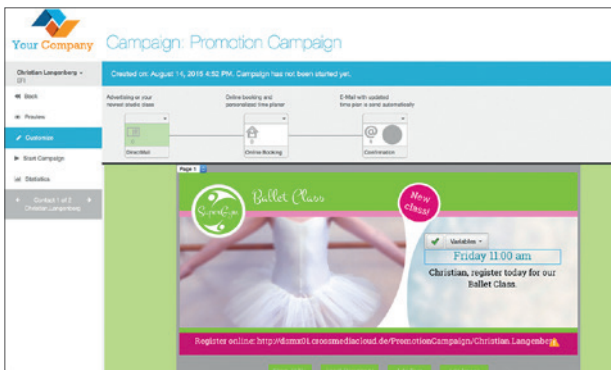 Your Company
Campaign: Promotion Campaign
Christian Langenberg
Created on: August 14, 2015 4:52 PM. Campaign has not been started yet.
Back
Preview
Customize
Start Campaign
Statistics
Contact 1 of 2
Christian Langenberg
Advertising or your
newest studio class
Online booking and
personalized time planer
E-Mail with updated
time plan is send automatically
DirectMail
Online Booking
Confirmation
Page 1
SuperGym
Ballet Class
New
class!
Variables
Friday 11:00 am
Christian, register today for our
Ballet Class.
Register online: http://dsmx01.crossmediacloud.de/PromotionCampaign/Christian.Langenberg